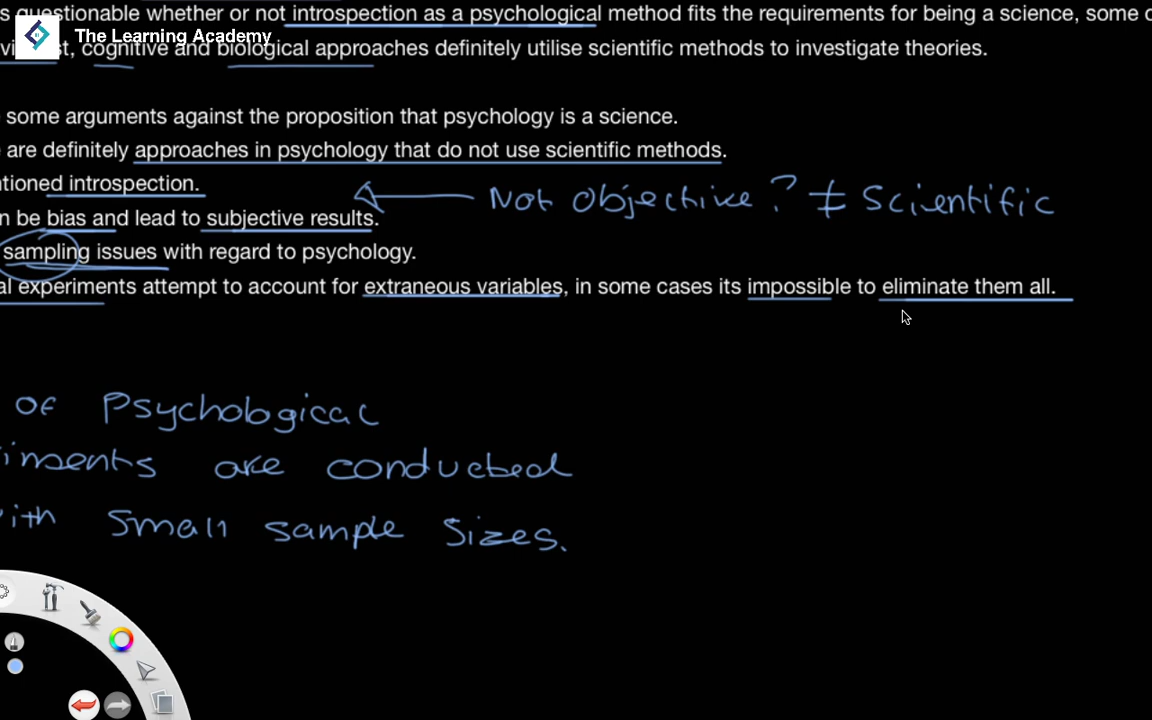 s questionable whether or not introspection as a psychological method fits the requirements for being a science, some o
The Learning Academy
vi st, cognitive and biological approaches definitely utilise scientific methods to investigate theories.
some arguments against the proposition that psychology is a science.
are definitely approaches in psychology that do not use scientific methods.
tioned introspection.
Not Objective? ≠ Scientific
n be bias and lead to subjective results.
sampling issues with regard to psychology.
al experiments attempt to account for extraneous variables, in some cases its impossible to eliminate them all.
of Psychological
iments are conducted
with small sample sizes.